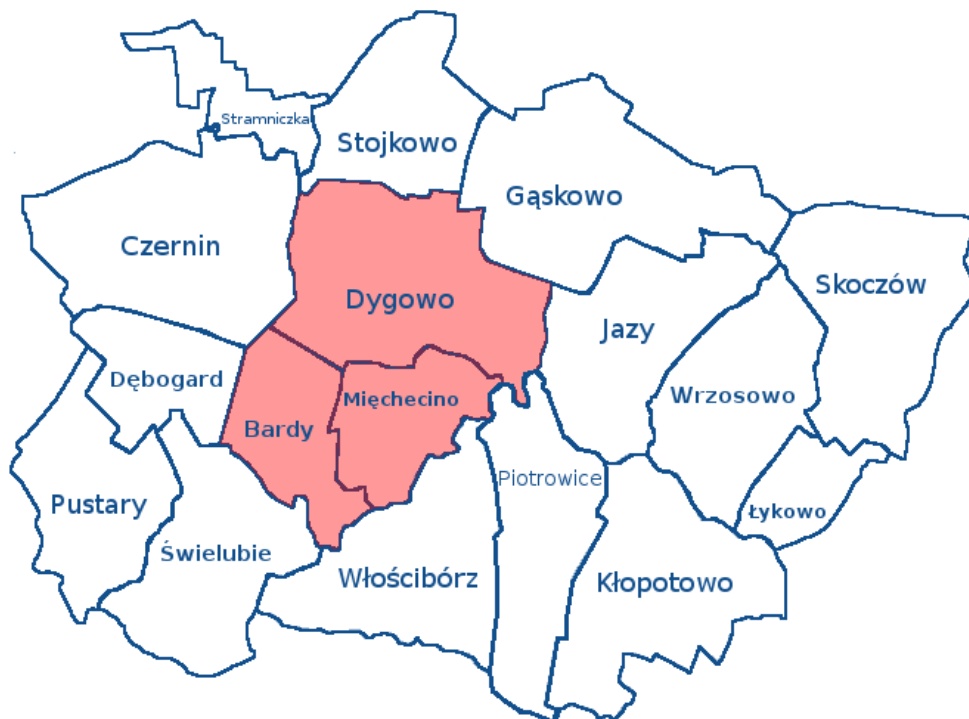 Stramniczka
Stojkowo
Gąskowo
Czernin
Skoczów
Dygowo
Jazy
Dębogard
Mięchecino
Wrzosowo
Bardy
Piotrowice
Pustary
Łykowo
Świelubie
Włościbórz
Kłopotowo